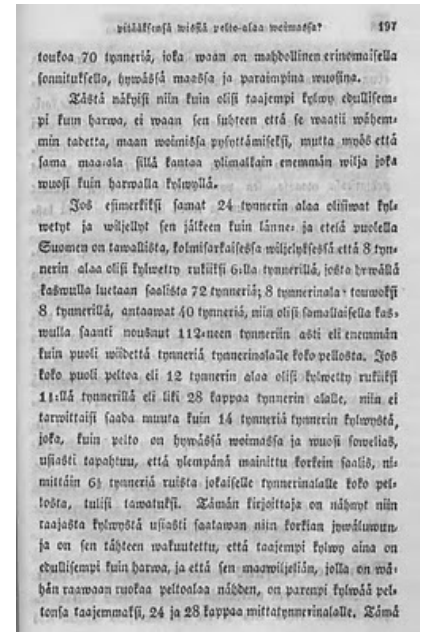 pitääksensä wissiä pelto-alaa woimassa? 197
toukoa 70 tynneriä, joka waan on mahdollinen erinomaisella
sonnituksella, hywässä maassa ja paraimpina wuosina.
Tästä näkyisi niin kuin olisi taajempi kylwy edullisem-
pi kuin harwa, ei waan sen suhteen että se waatii wähem-
min tadetta, maan woimissa pysyttämiseksi, mutta myös että
sama maa-ala sillä kantaa ylimalkain enemmän wilja joka
wuosi kuin harwalla kylwyllä.
Jos esimerkiksi samat 24 tynnerin alaa olisiwat kyl-
wetyt ja wiljellyt sen jälkeen kuin länne- ja etelä puolella
Suomen on tawallista, kolmisarkaisessa wiljelyksessä että 8 tyn-
nerin alaa olisi kylwetty rukiiksi 6:lla tynnerillä, josta hywällä
kaswulla luetaan saalista 72 tynneriä; 8 tynnerinala- touwoksi
8 tynnerillä, antaawat 40 tynneriä, niin olisi samallaisella kas-
wulla saanti nousnut 112-neen tynneriin asti eli enemmän
kuin puoli wiidettä tynneriä tynnerinalalle koko pellosta. Jos
koko puoli peltoa eli 12 tynnerin alaa olisi kylwetty rukiiksi
11:llä tynnerillä eli liki 28 kappaa tynnerin alalle, niin ei
tarwittaisi saada muuta kuin 14 tynneriä tynnerin kylwystä,
joka, kuin pelto on hywässä woimassa ja wuosi sowelias,
usiasti tapahtuu, että ylempänä mainittu korkein saalis, ni-
mittäin 6½ tynneriä ruista jokaiselle tynnerinalalle koko pel-
losta, tulisi tawatuksi. Tämän kirjoittaja on nähnyt niin
taajasta kylwystä usiasti saatawan niin korkian jywäluwun,
ja on sen tähteen wakuutettu, että taajempi kylwy aina on
edullisempi kuin harwa, ja että sen maawiljeliän, jolla on wä-
hän raawaan ruokaa peltoalaa nähden, on parempi kylwää pel-
tonsa taajemmaksi, 24 ja 28 kappaa mittatynnerinalalle. Tämä